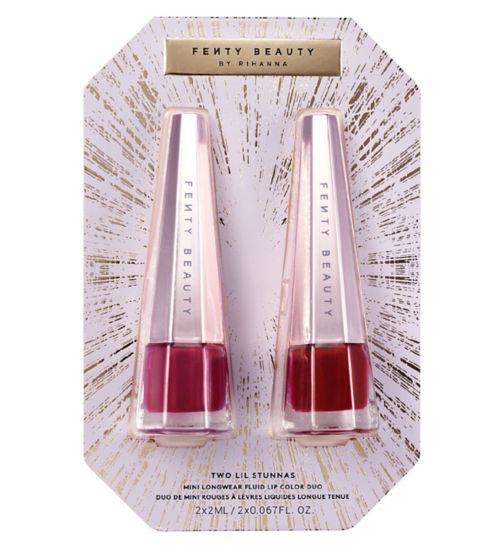 FENTY BEAUTY
BY RIHANNA
FENTY BEAUTY
FENTY BEAUTY
TWO LIL STUNNAS
MINI LONGWEAR FLUID LIP COLOR DUO
DUO DE MINI ROUGES À LÈVRES LIQUIDES LONGUE TENUE
2x2ML / 2x0.067FL. OZ.